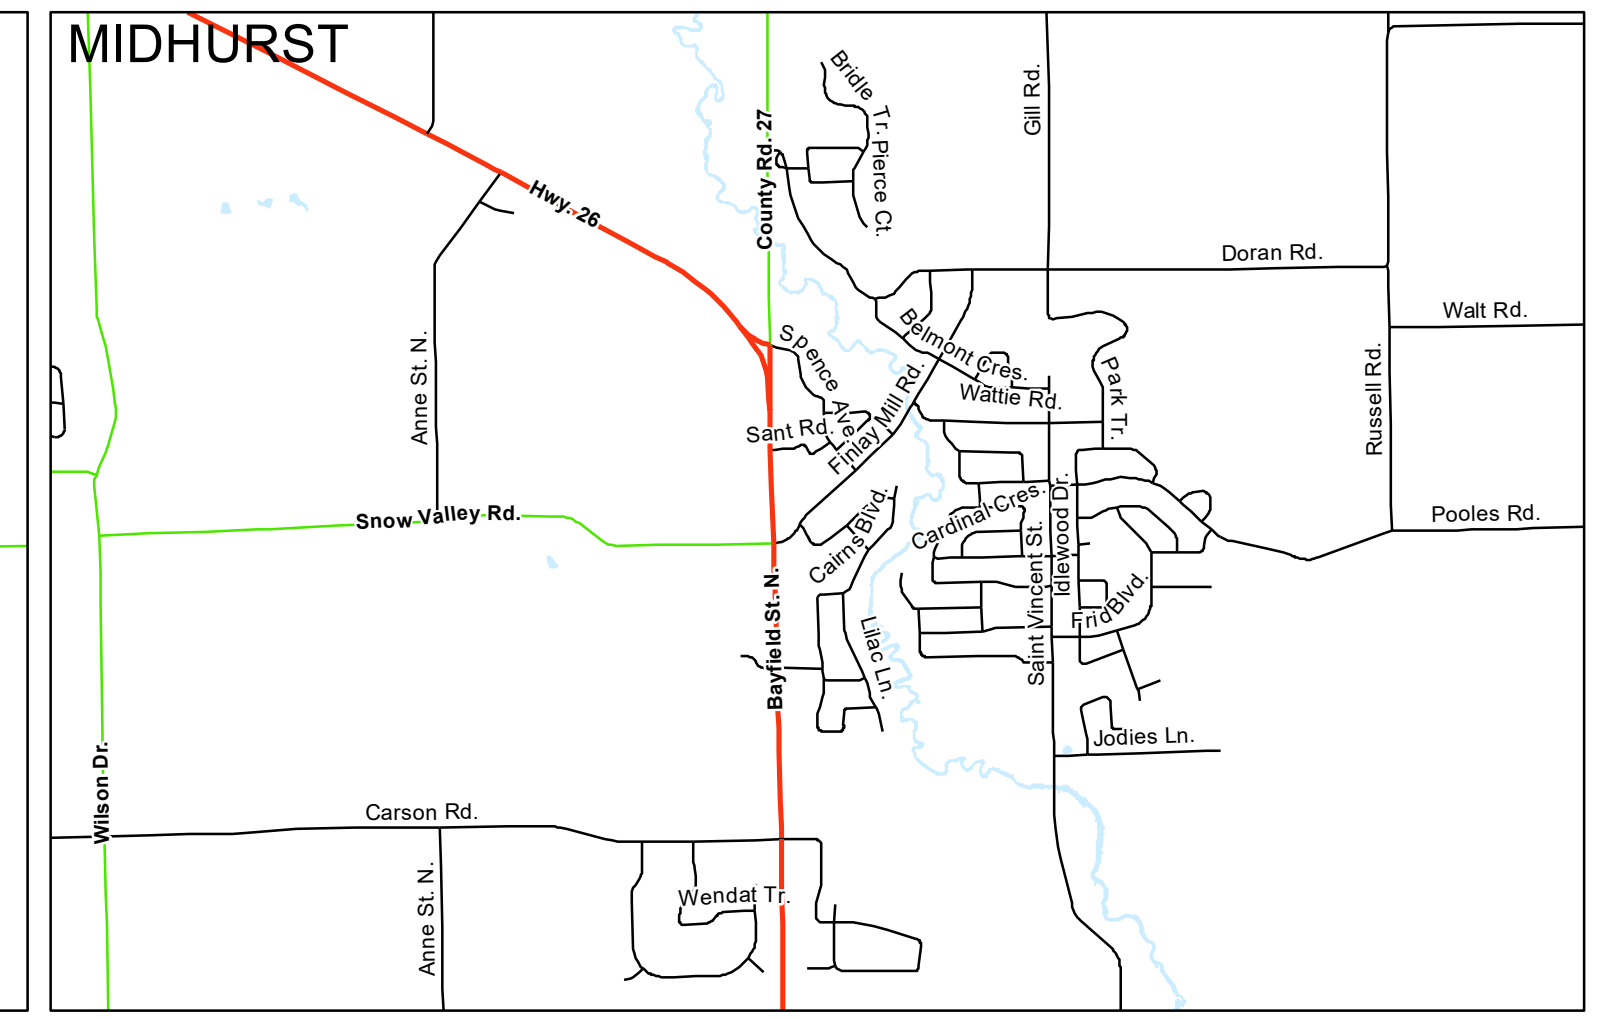 MIDHURST
Bridle Tr.
Gill Rd.
County Rd. 27
Pierce Ct.
Hwy. 26
Doran Rd.
Walt Rd.
Belmont Cres.
Spence Ave.
Anne St. N.
Russell Rd.
Park Tr.
Wattie Rd.
Finlay Mill Rd.
Sant Rd.
Snow Valley Rd.
Pooles Rd.
Cardinal Cres.
Cairns Blvd.
Idlewood Dr.
Saint Vincent St.
Frid Blvd.
Bayfield St. N.
Lilac Ln.
Jodies Ln.
Wilson Dr.
Carson Rd.
Wendat Tr.
Anne St. N.